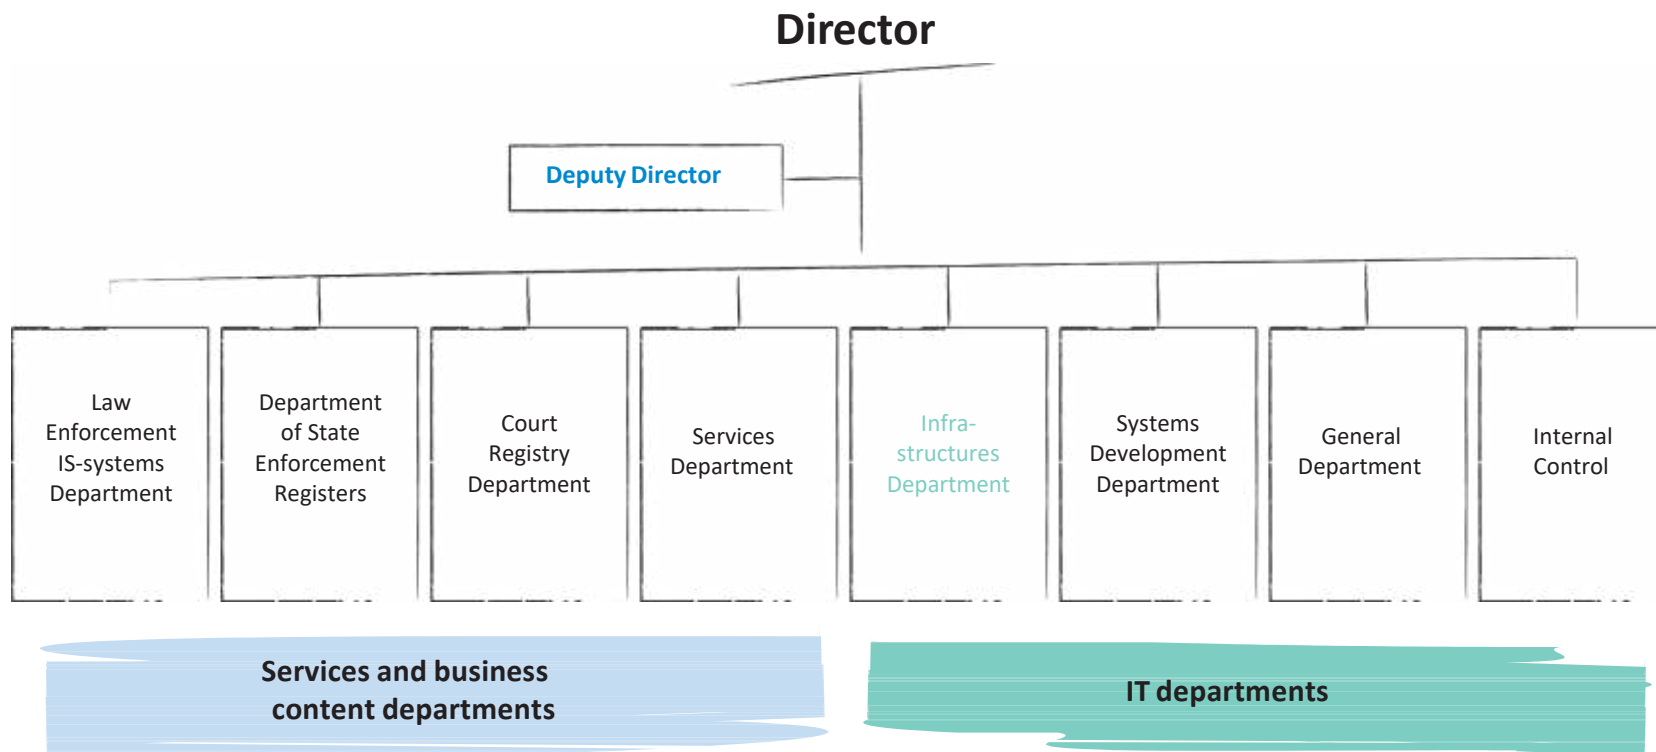 Director
Deputy Director
Law
Enforcement
IS-systems
Department
Department
of State
Enforcement
Registers
Court
Registry
Department
Services
Department
Infra-
structures
Department
Systems
Development
Department
General
Department
Internal
Control
Services and business
content departments
IT departments